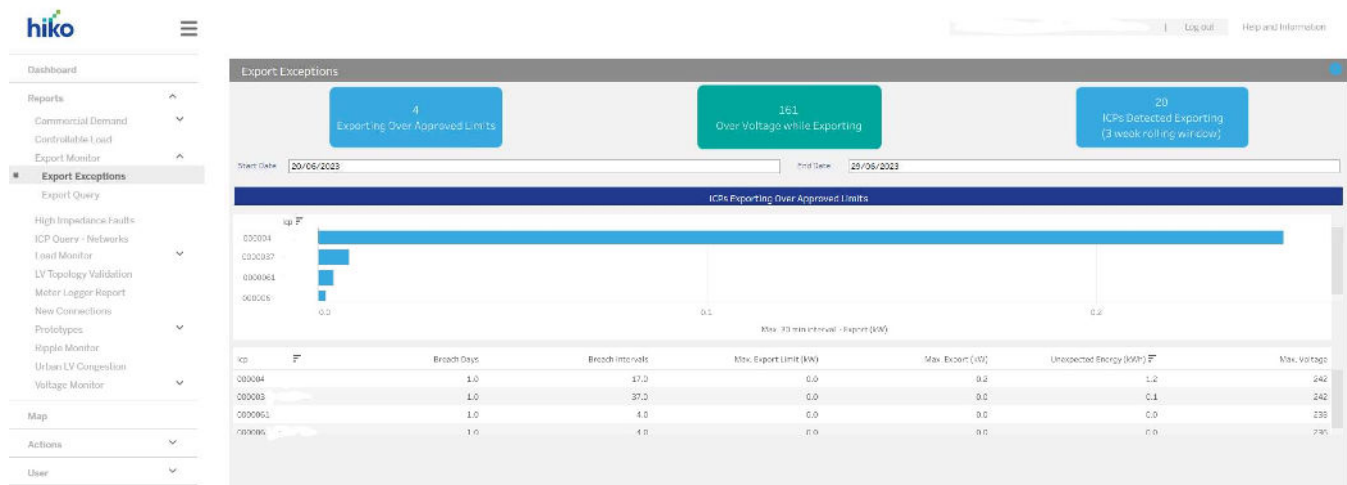 hiko
| Log out Help and Information
Dashboard
Reports
Commercial Demand
Controllable Load
Export Monitor
Export Exceptions
Export Query
High Impedance Faults
ICP Query - Networks
Load Monitor
LV Topology Validation
Meter Logger Report
New Connections
Prototypes
Ripple Monitor
Urban LV Congestion
Voltage Monitor
Map
Actions
User
Export Exceptions
4
Exporting Over Approved Limits
161
Over Voltage while Exporting
20
ICPs Detected Exporting
(3 week rolling window)
Start Date 20/06/2023 End Date 29/06/2023
ICPs Exporting Over Approved Limits
icp
000004
0000037
0000061
000006
0.0 0.1 0.2
Max. 30 min interval - Export (kW)
icp Breach Days Breach Intervals Max. Export Limit (kW) Max. Export (kW) Unexpected Energy (kWh) Max. Voltage
000004 1.0 17.0 0.0 0.2 1.2 242
000003 1.0 37.0 0.0 0.0 0.1 242
0000061 1.0 4.0 0.0 0.0 0.0 238
000006 1.0 4.0 0.0 0.0 0.0